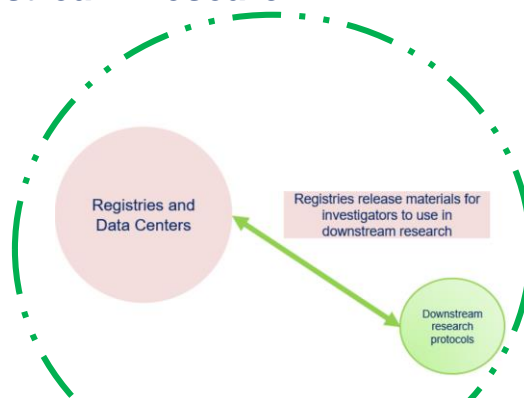 Registries and
Data Centers
Registries release materials for
investigators to use in
downstream research
Downstream
research
protocols